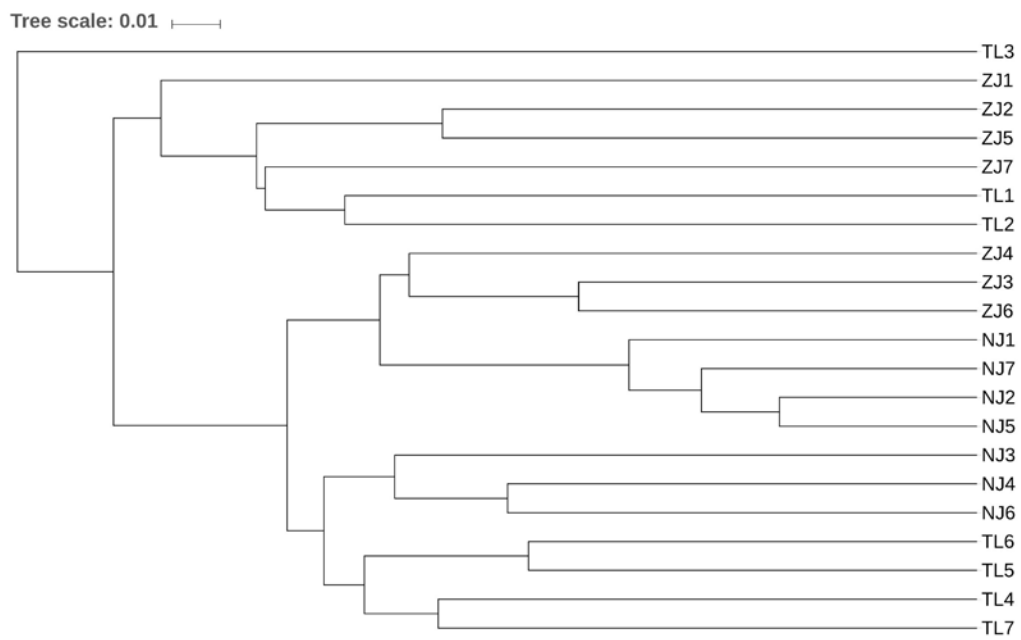 Tree scale: 0.01
TL3
ZJ1
ZJ2
ZJ5
ZJ7
TL1
TL2
ZJ4
ZJ3
ZJ6
NJ1
NJ7
NJ2
NJ5
NJ3
NJ4
NJ6
TL6
TL5
TL4
TL7